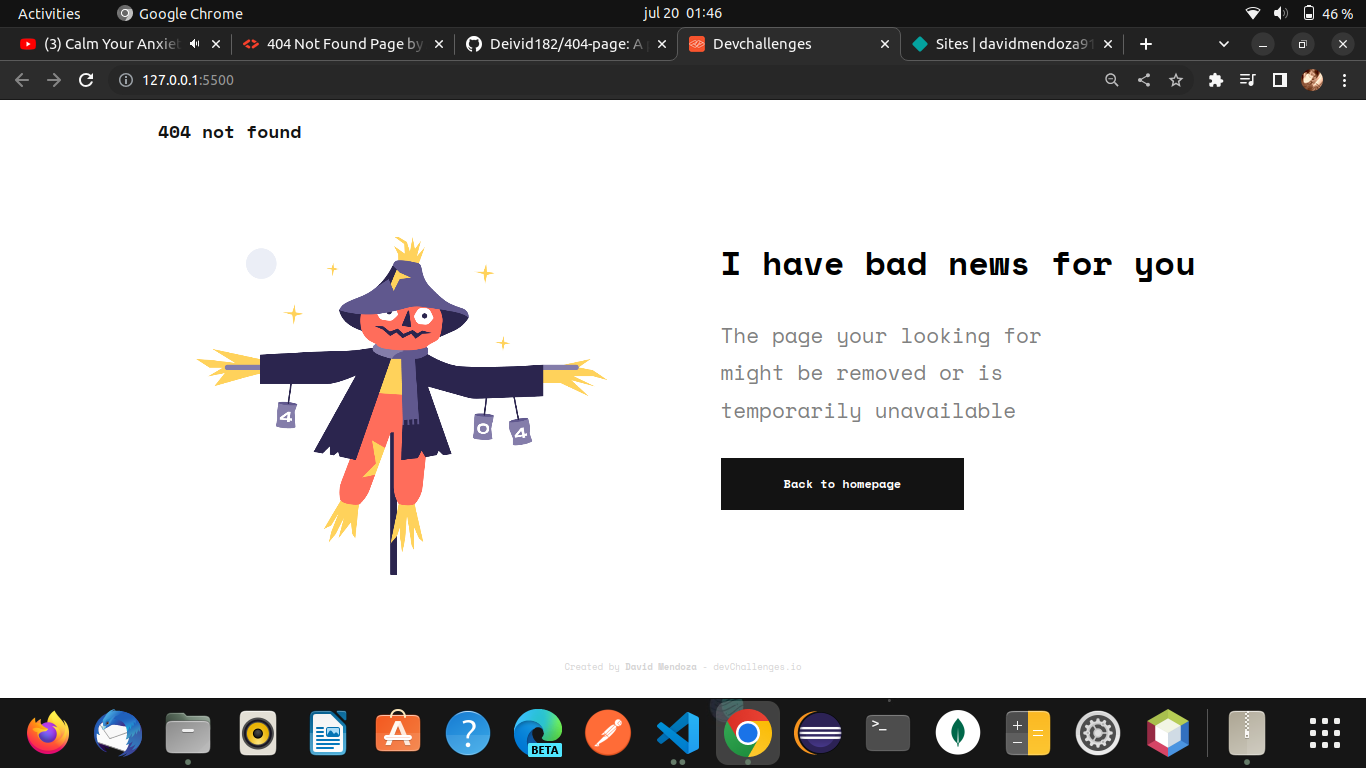 Activities
Google Chrome
jul 20 01:46
46 %
(3) Calm Your Anxie
404 Not Found Page by
Deivid182/404-page: A
Devchallenges
Sites | davidmendoza91
127.0.0.1:5500
404 not found
I have bad news for you
The page your looking for
might be removed or is
temporarily unavailable
4
0
4
Back to homepage
Created by David Mendoza - devChallenges.io
BETA
>_